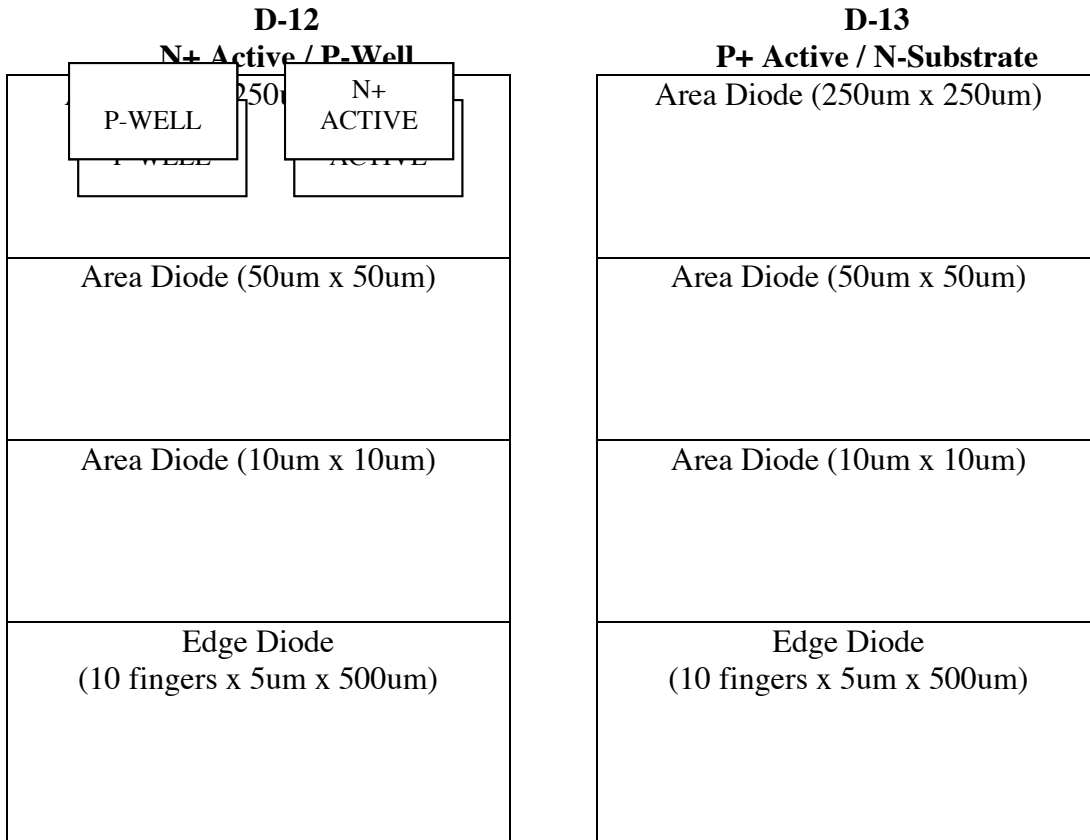 D-12
N+ Active / P-Well
P-WELL
N+
ACTIVE
Area Diode (50um x 50um)
Area Diode (10um x 10um)
Edge Diode
(10 fingers x 5um x 500um)
D-13
P+ Active / N-Substrate
Area Diode (250um x 250um)
Area Diode (50um x 50um)
Area Diode (10um x 10um)
Edge Diode
(10 fingers x 5um x 500um)